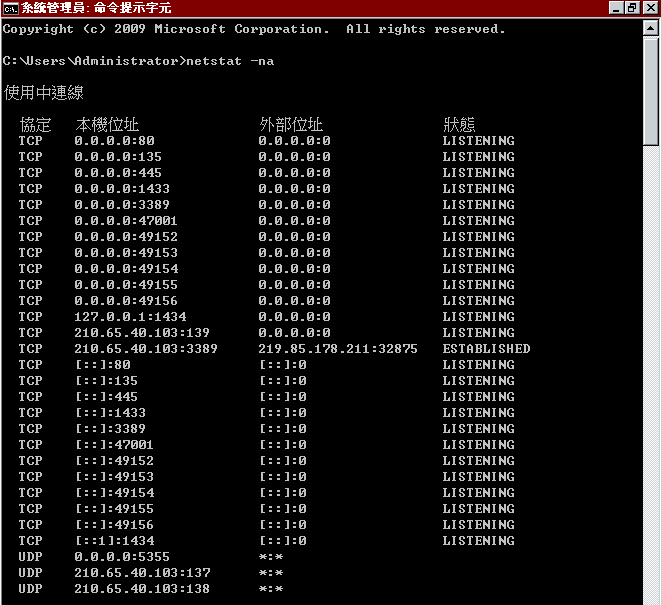 系統管理員: 命令提示字元
Copyright (c) 2009 Microsoft Corporation.  All rights reserved.
C:\Users\Administrator>netstat -na
使用中連線
協定 本機位址 外部位址 狀態
TCP 0.0.0.0:80 0.0.0.0:0 LISTENING
TCP 0.0.0.0:135 0.0.0.0:0 LISTENING
TCP 0.0.0.0:445 0.0.0.0:0 LISTENING
TCP 0.0.0.0:1433 0.0.0.0:0 LISTENING
TCP 0.0.0.0:3389 0.0.0.0:0 LISTENING
TCP 0.0.0.0:47001 0.0.0.0:0 LISTENING
TCP 0.0.0.0:49152 0.0.0.0:0 LISTENING
TCP 0.0.0.0:49153 0.0.0.0:0 LISTENING
TCP 0.0.0.0:49154 0.0.0.0:0 LISTENING
TCP 0.0.0.0:49155 0.0.0.0:0 LISTENING
TCP 0.0.0.0:49156 0.0.0.0:0 LISTENING
TCP 127.0.0.1:1434 0.0.0.0:0 LISTENING
TCP 210.65.40.103:139 0.0.0.0:0 LISTENING
TCP 210.65.40.103:3389 219.85.178.211:32875 ESTABLISHED
TCP [::]:80 [::]:0 LISTENING
TCP [::]:135 [::]:0 LISTENING
TCP [::]:445 [::]:0 LISTENING
TCP [::]:1433 [::]:0 LISTENING
TCP [::]:3389 [::]:0 LISTENING
TCP [::]:47001 [::]:0 LISTENING
TCP [::]:49152 [::]:0 LISTENING
TCP [::]:49153 [::]:0 LISTENING
TCP [::]:49154 [::]:0 LISTENING
TCP [::]:49155 [::]:0 LISTENING
TCP [::]:49156 [::]:0 LISTENING
TCP [::1]:1434 [::]:0 LISTENING
UDP 0.0.0.0:5355 *:*
UDP 210.65.40.103:137 *:*
UDP 210.65.40.103:138 *:*